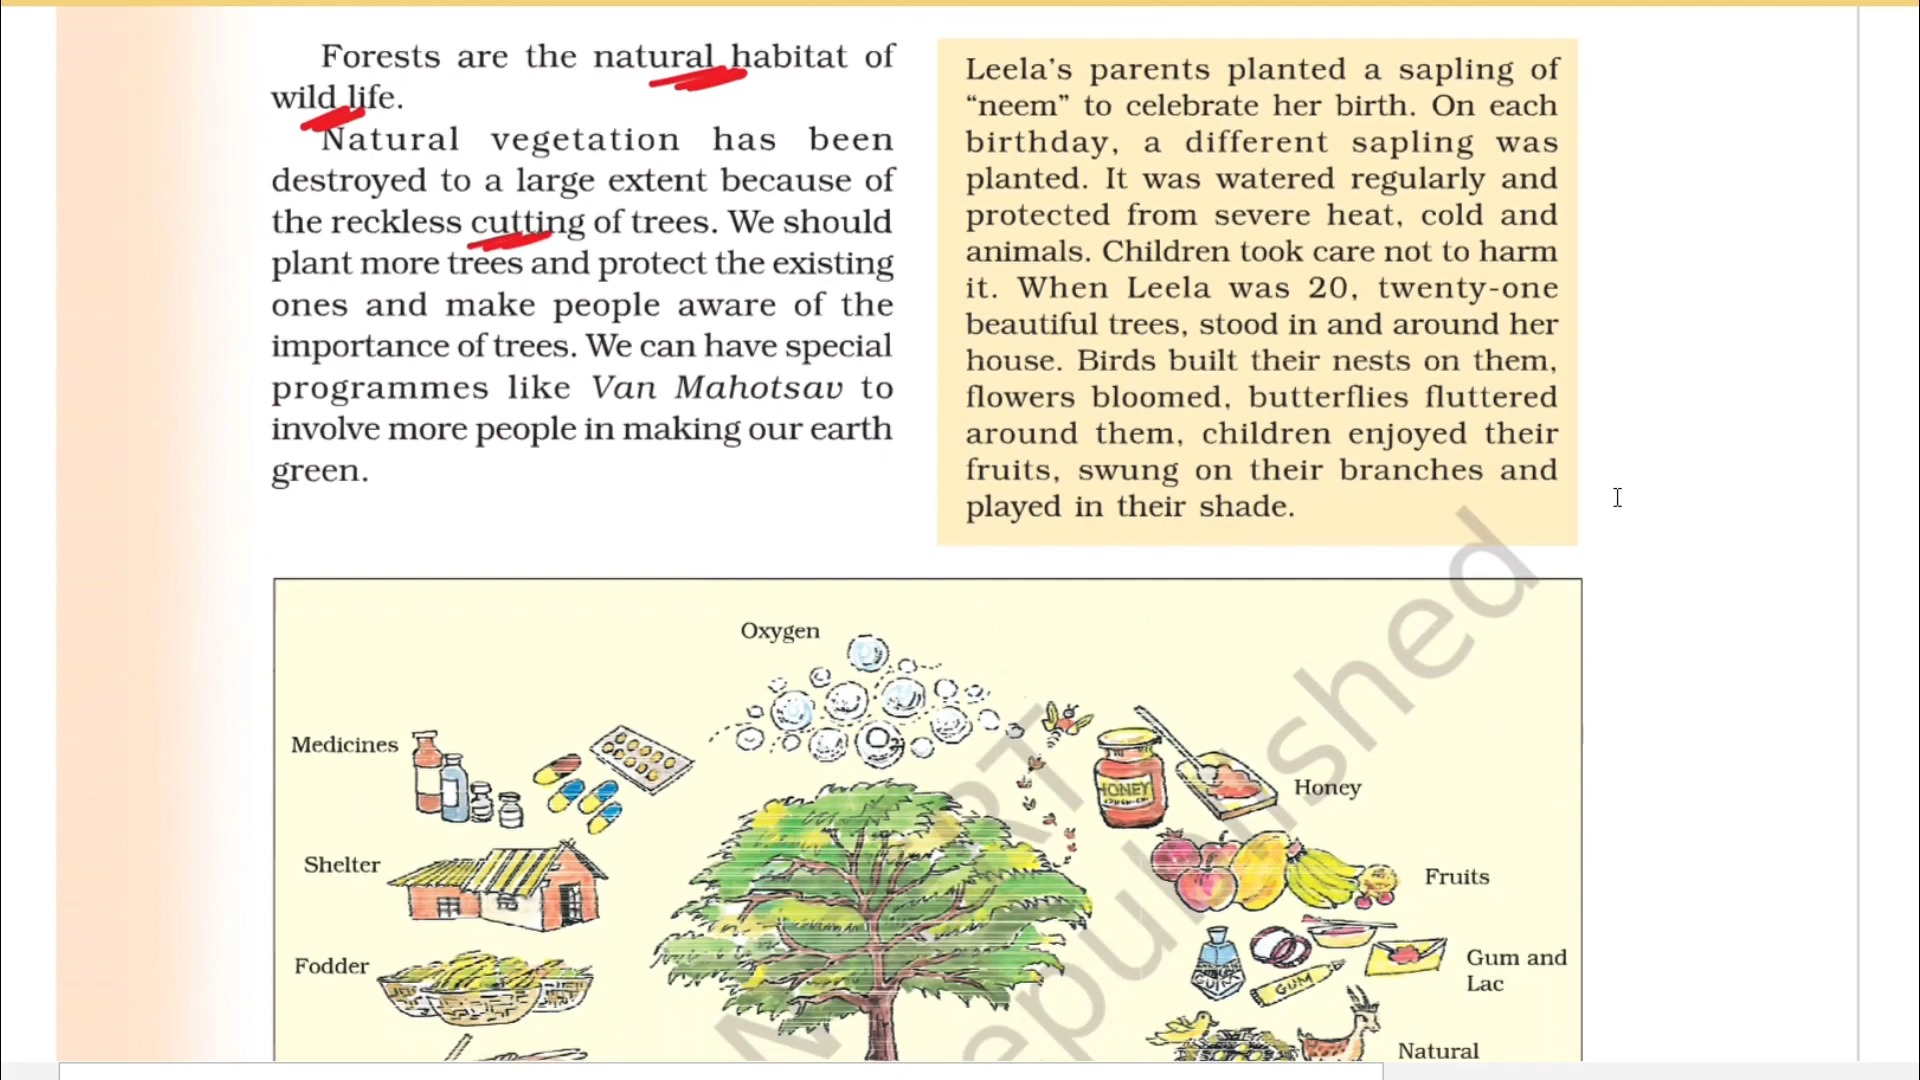 Forests are the natural habitat of
wild life.
Natural vegetation has been
destroyed to a large extent because of
the reckless cutting of trees. We should
plant more trees and protect the existing
ones and make people aware of the
importance of trees. We can have special
programmes like Van Mahotsav to
involve more people in making our earth
green.
Leela's parents planted a sapling of
“neem” to celebrate her birth. On each
birthday, a different sapling was
planted. It was watered regularly and
protected from severe heat, cold and
animals. Children took care not to harm
it. When Leela was 20, twenty-one
beautiful trees, stood in and around her
house. Birds built their nests on them,
flowers bloomed, butterflies fluttered
around them, children enjoyed their
fruits, swung on their branches and
played in their shade.
Oxygen
Medicines
HONEY
Honey
Shelter
Fruits
Fodder
GUM
Gum and
Lac
Natural